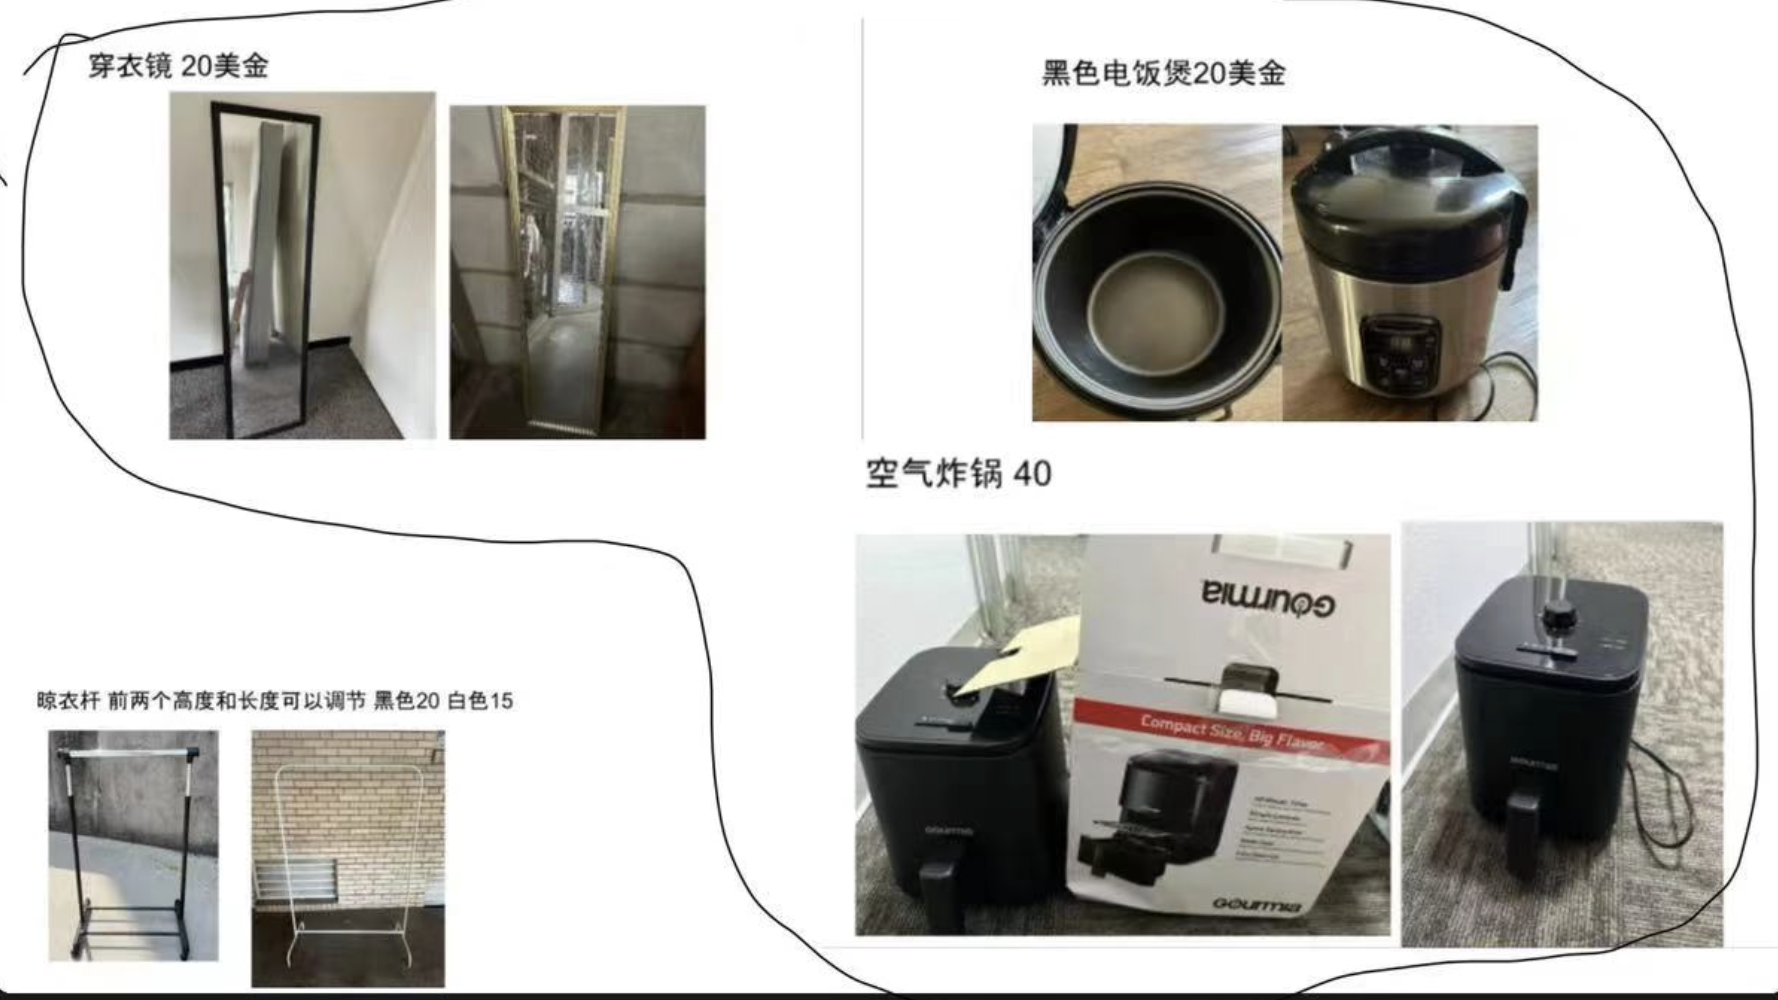 穿衣镜 20美金
黑色电饭煲20美金
空气炸锅 40
Gourmia
Compact Size, Big Flavor
GOURMIA
Gourmia
GOURMIA
晾衣杆 前两个高度和长度可以调节 黑色20 白色15